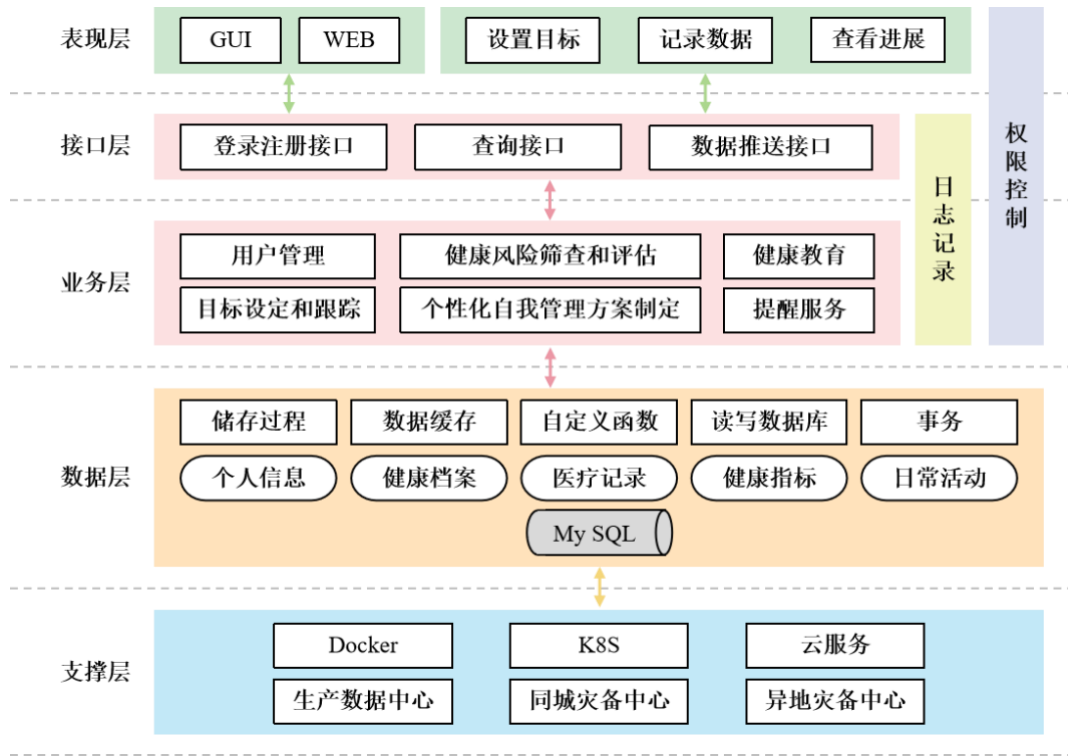 表现层
GUI
WEB
设置目标
记录数据
查看进展
接口层
登录注册接口
查询接口
数据推送接口
业务层
用户管理
健康风险筛查和评估
健康教育
目标设定和跟踪
个性化自我管理方案制定
提醒服务
日志记录
权限控制
数据层
储存过程
数据缓存
自定义函数
读写数据库
事务
个人信息
健康档案
医疗记录
健康指标
日常活动
My SQL
支撑层
Docker
K8S
云服务
生产数据中心
同城灾备中心
异地灾备中心